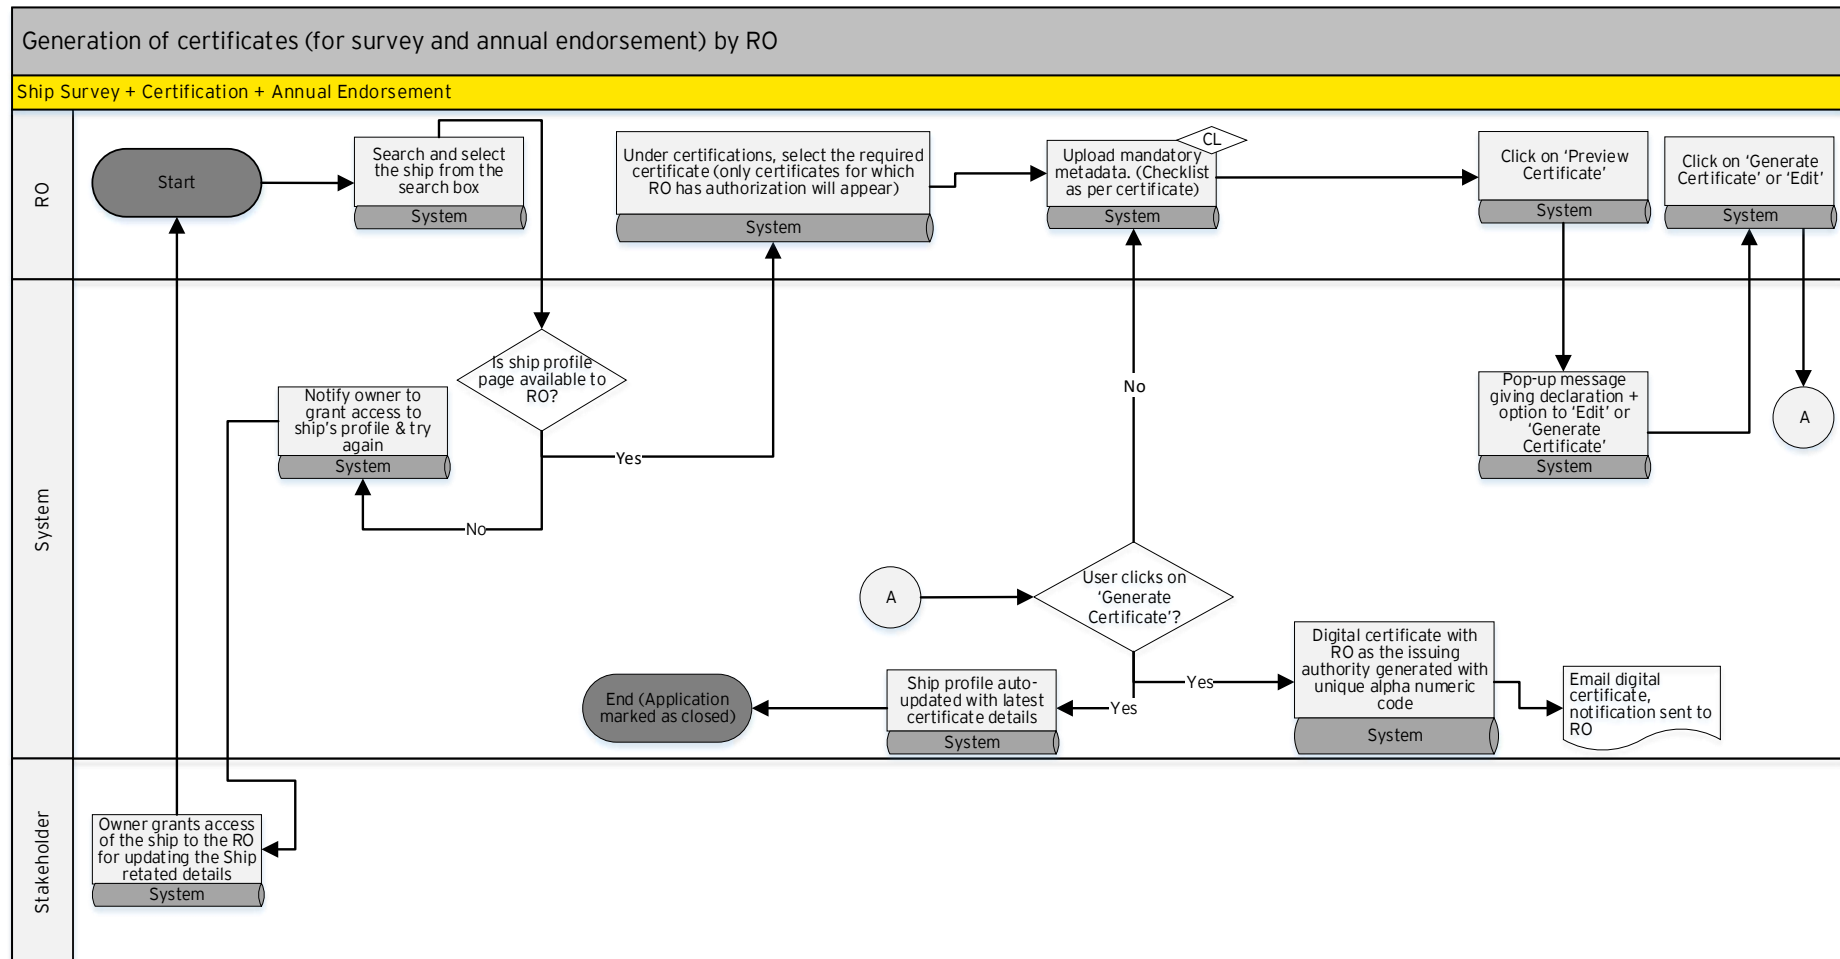 Generation of certificates (for survey and annual endorsement) by RO
Ship Survey + Certification + Annual Endorsement
RO
Start
Search and select
the ship from the
search box
System
Under certifications, select the required
certificate (only certificates for which
RO has authorization will appear)
System
CL
Upload mandatory
metadata. (Checklist
as per certificate)
System
Click on ‘Preview
Certificate’
System
Click on ‘Generate
Certificate’ or ‘Edit’
System
System
Is ship profile
page available to
RO?
Notify owner to
grant access to
ship’s profile & try
again
System
Yes
No
No
Pop-up message
giving declaration +
option to ‘Edit’ or
‘Generate
Certificate’
System
A
A
User clicks on
‘Generate
Certificate’?
Yes
Yes
Digital certificate with
RO as the issuing
authority generated with
unique alpha numeric
code
System
Email digital
certificate,
notification sent to
RO
Ship profile auto-
updated with latest
certificate details
System
End (Application
marked as closed)
Stakeholder
Owner grants access
of the ship to the RO
for updating the Ship
retated details
System